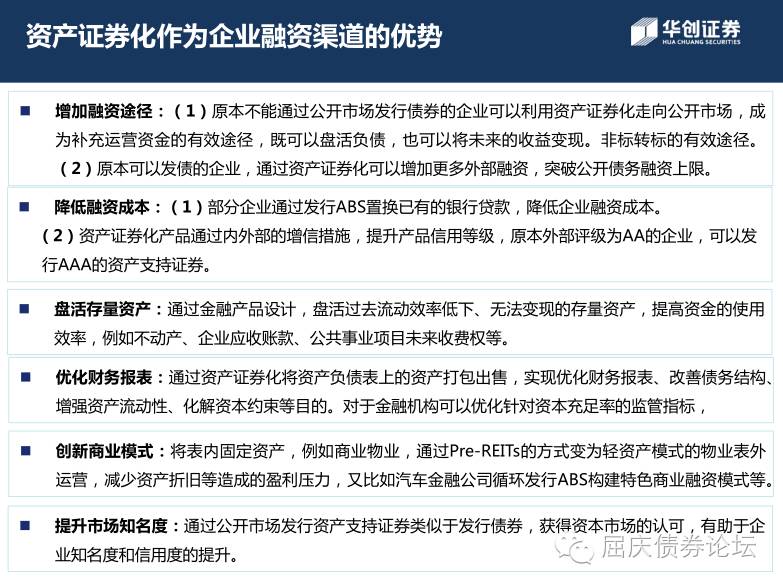 资产证券化作为企业融资渠道的优势
华创证券
HUA CHUANG SECURITIES
■ 增加融资途径：（1）原本不能通过公开市场发行债券的企业可以利用资产证券化走向公开市场，成
为补充运营资金的有效途径，既可以盘活负债，也可以将未来的收益变现。非标转标的有效途径。
（2）原本可以发债的企业，通过资产证券化可以增加更多外部融资，突破公开债务融资上限。
■ 降低融资成本：（1）部分企业通过发行ABS置换已有的银行贷款，降低企业融资成本。
（2）资产证券化产品通过内外部的增信措施，提升产品信用等级，原本外部评级为AA的企业，可以发
行AAA的资产支持证券。
■ 盘活存量资产：通过金融产品设计，盘活过去流动效率低下、无法变现的存量资产，提高资金的使用
效率，例如不动产、企业应收账款、公共事业项目未来收费权等。
■ 优化财务报表：通过资产证券化将资产负债表上的资产打包出售，实现优化财务报表、改善债务结构、
增强资产流动性、化解资本约束等目的。对于金融机构可以优化针对资本充足率的监管指标，
■ 创新商业模式：将表内固定资产，例如商业物业，通过Pre-REITs的方式变为轻资产模式的物业表外
运营，减少资产折旧等造成的盈利压力，又比如汽车金融公司循环发行ABS构建特色商业融资模式等。
■ 提升市场知名度：通过公开市场发行资产支持证券类似于发行债券，获得资本市场的认可，有助于企
业知名度和信用度的提升。
屈庆债券论坛